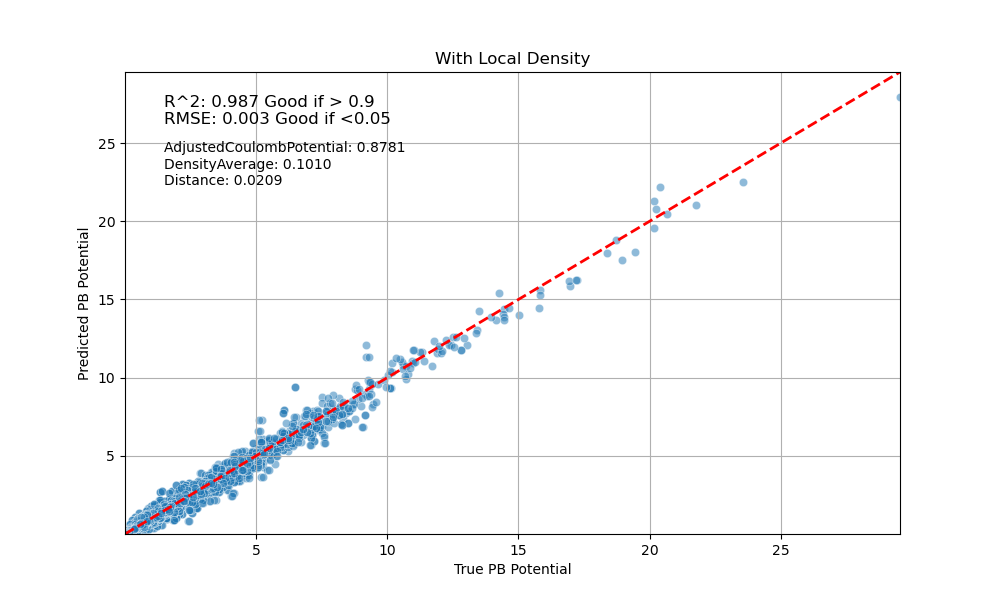 With Local Density
R^2: 0.987 Good if > 0.9
RMSE: 0.003 Good if <0.05
AdjustedCoulombPotential: 0.8781
DensityAverage: 0.1010
Distance: 0.0209
Predicted PB Potential
25
20
15
10
5
5
10
15
20
25
True PB Potential